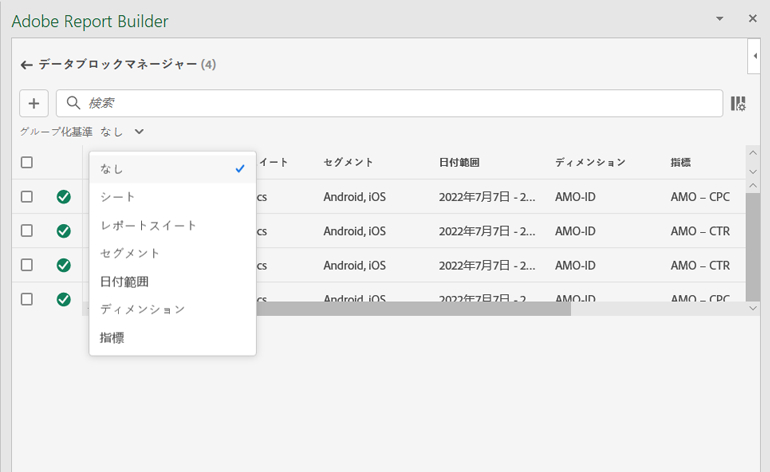 Adobe Report Builder
データブロックマネージャー (4)
検索
グループ化基準 なし
イート セグメント 日付範囲 ディメンション 指標
なし
シート
レポートスイート
セグメント
日付範囲
ディメンション
指標
cs Android, iOS 2022年7月7日 - 2... AMO-ID AMO – CPC
cs Android, iOS 2022年7月7日 - 2... AMO-ID AMO – CTR
cs Android, iOS 2022年7月7日 - 2... AMO-ID AMO – CTR
cs Android, iOS 2022年7月7日 - 2... AMO-ID AMO – CPC